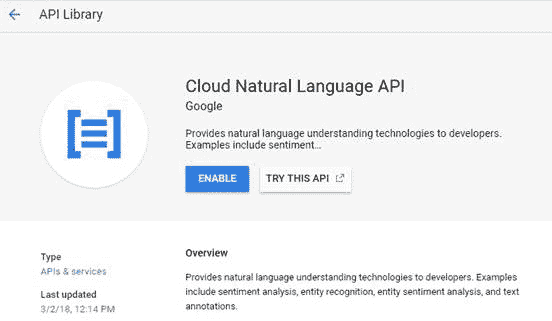 API Library
Cloud Natural Language API
Google
Provides natural language understanding technologies to developers.
Examples include sentiment...
ENABLE
TRY THIS API
Type
APIs & services
Last updated
3/2/18, 12:14 PM
Overview
Provides natural language understanding technologies to developers. Examples
include sentiment analysis, entity recognition, entity sentiment analysis, and text
annotations.